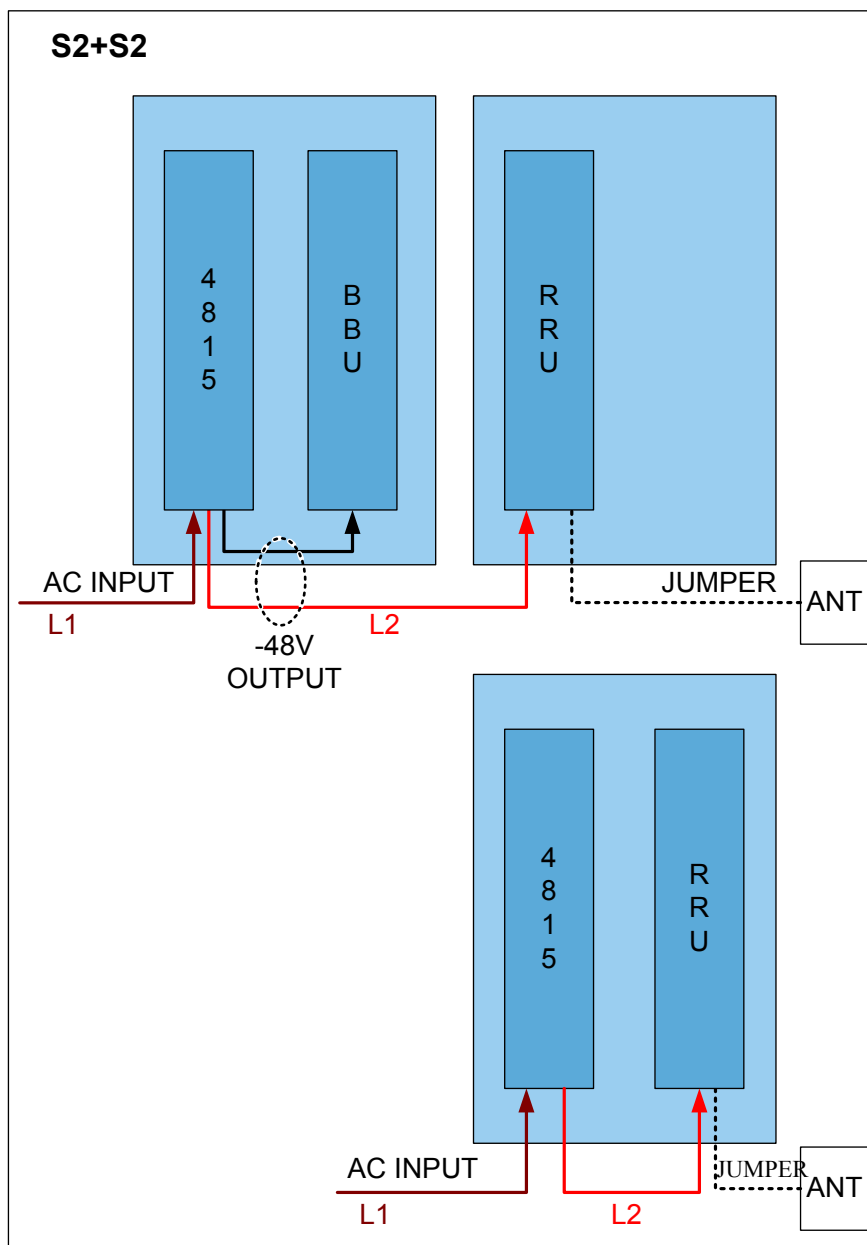 S2+S2
4
8
1
5
B
B
U
R
R
U
AC INPUT
L1
-48V
OUTPUT
L2
JUMPER
ANT
4
8
1
5
R
R
U
AC INPUT
L1
L2
JUMPER
ANT